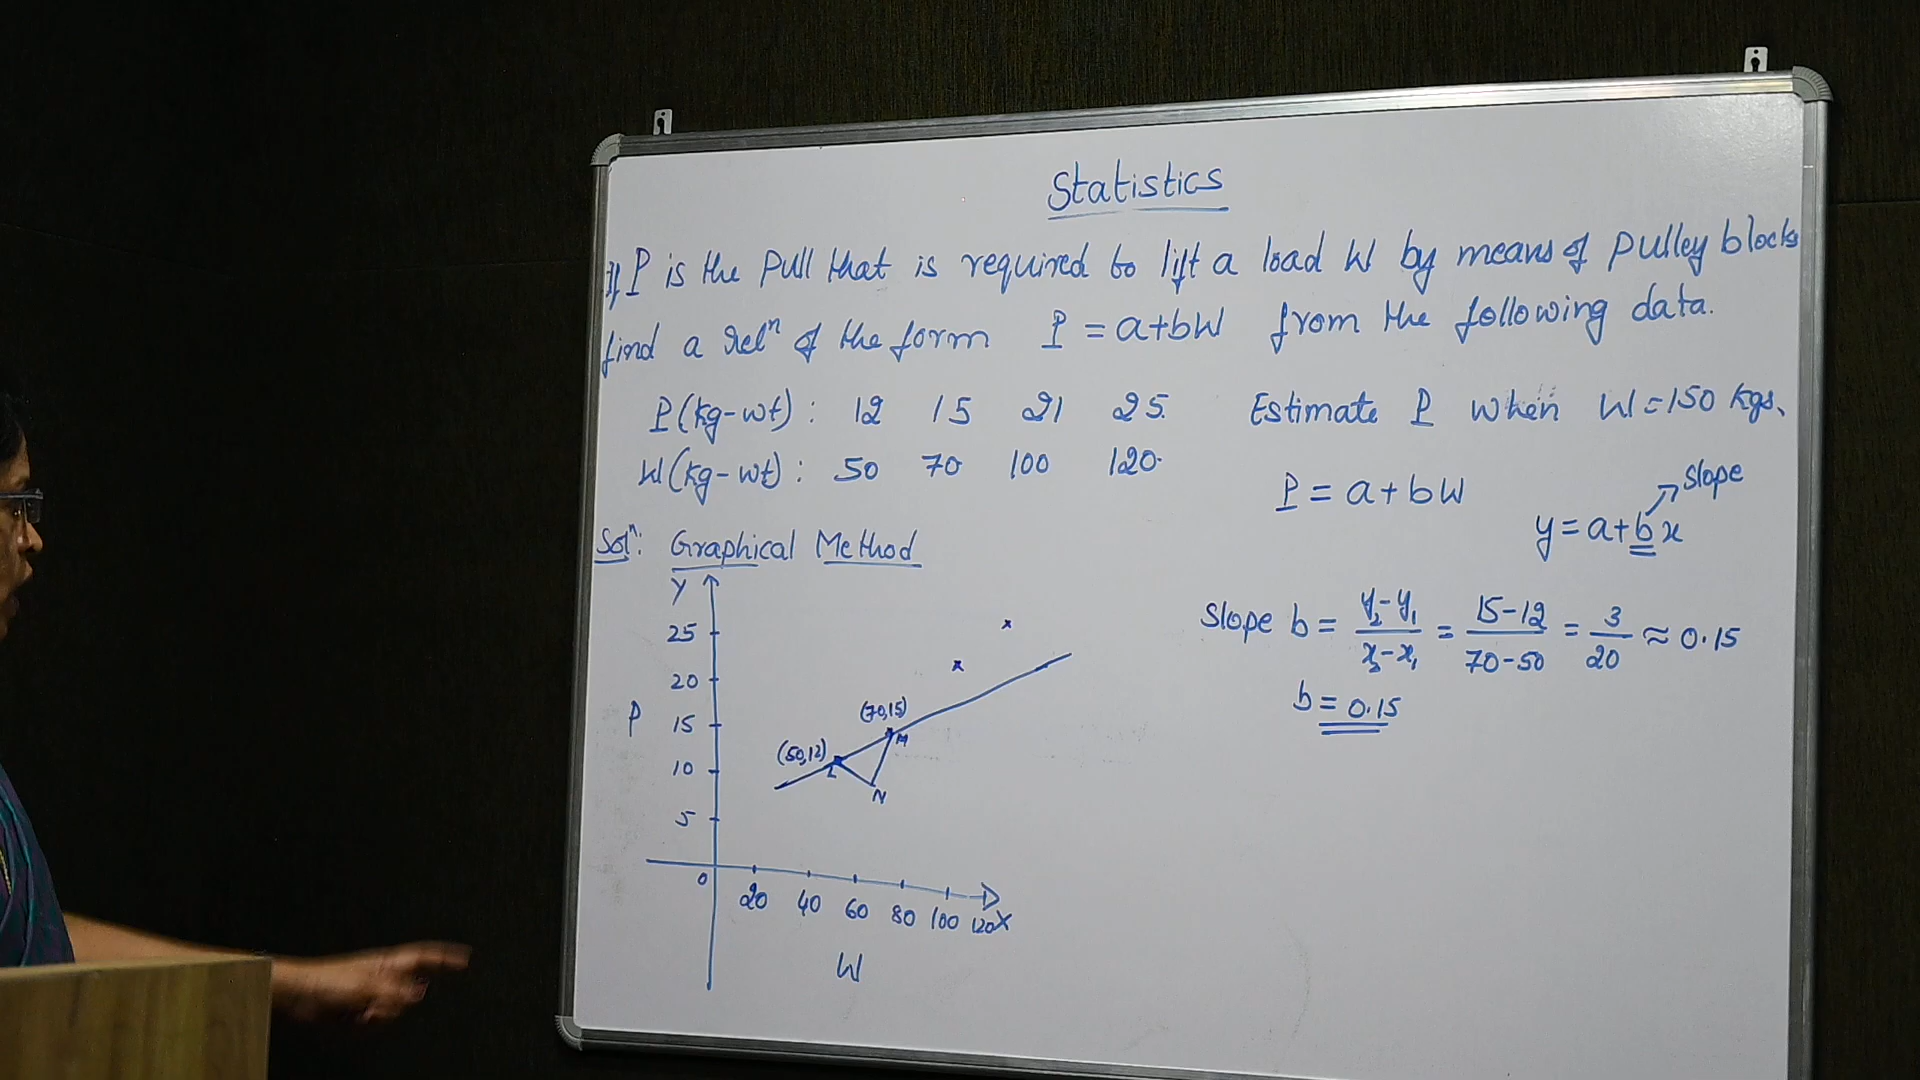 Statistics
If P is the pull that is required to lift a load W by means of pulley blocks
find a relⁿ of the form P = a+bW from the following data.
P(kg-wt) : 12 15 21 25. Estimate P when W=150 kgs.
W(kg-wt) : 50 70 100 120.
P = a+bW
slope
y = a+bx
Solⁿ: Graphical Method
Y
25
20
P 15
10
5
0
20 40 60 80 100 120X
W
(70,15)
M
(50,12)
L
N
Slope b = y₂-y₁/x₂-x₁ = 15-12/70-50 = 3/20 ≈ 0.15
b = 0.15